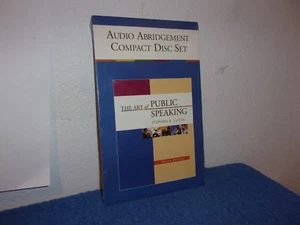 AUDIO ABRIDGEMENT
COMPACT DISC SET
THE ART of PUBLIC
SPEAKING
STEPHEN E. LUCAS